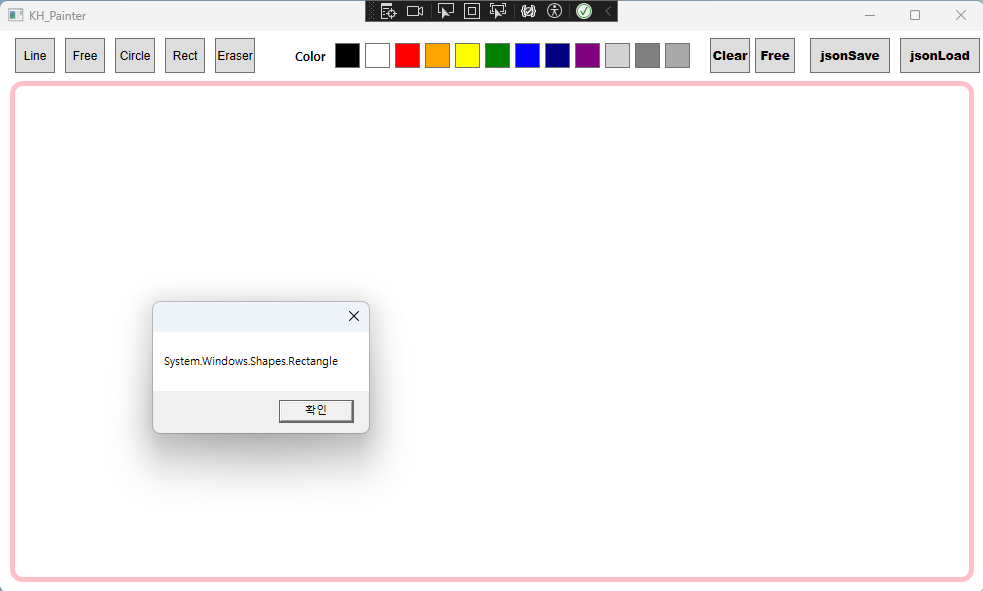 KH_Painter
Line Free Circle Rect Eraser Color Clear Free jsonSave jsonLoad
System.Windows.Shapes.Rectangle
확인